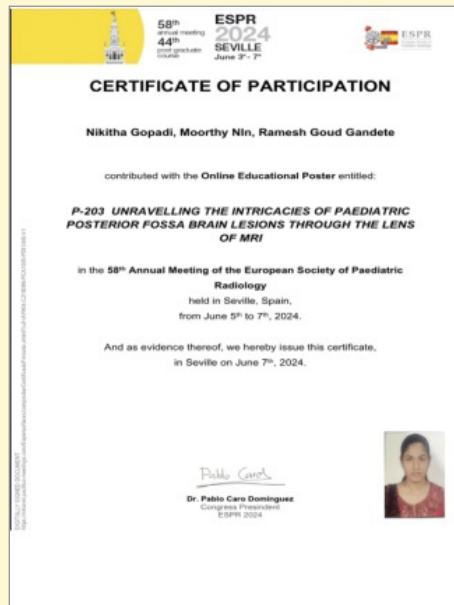 58th
annual meeting
44th
post graduate
course
ESPR
2024
SEVILLE
June 3rd- 7th
ESPR
CERTIFICATE OF PARTICIPATION
Nikitha Gopadi, Moorthy Nln, Ramesh Goud Gandete
contributed with the Online Educational Poster entitled:
P-203 UNRAVELLING THE INTRICACIES OF PAEDIATRIC
POSTERIOR FOSSA BRAIN LESIONS THROUGH THE LENS
OF MRI
in the 58th Annual Meeting of the European Society of Paediatric
Radiology
held in Seville, Spain,
from June 5th to 7th, 2024.
And as evidence thereof, we hereby issue this certificate,
in Seville on June 7th, 2024.
Pablo Caro
Dr. Pablo Caro Domínguez
Congress Presindent
ESPR 2024
DIGITALLY SIGNED DOCUMENT